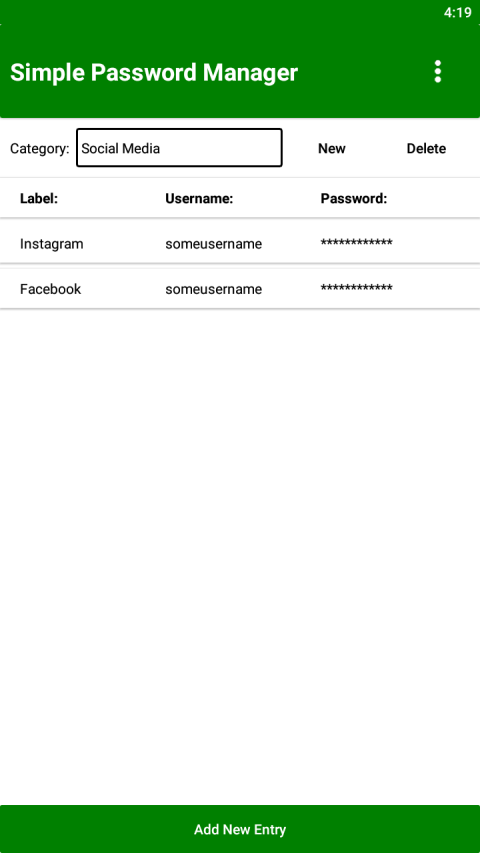 4:19
Simple Password Manager
Category: Social Media New Delete
Label: Username: Password:
Instagram someusername ************
Facebook someusername ************
Add New Entry